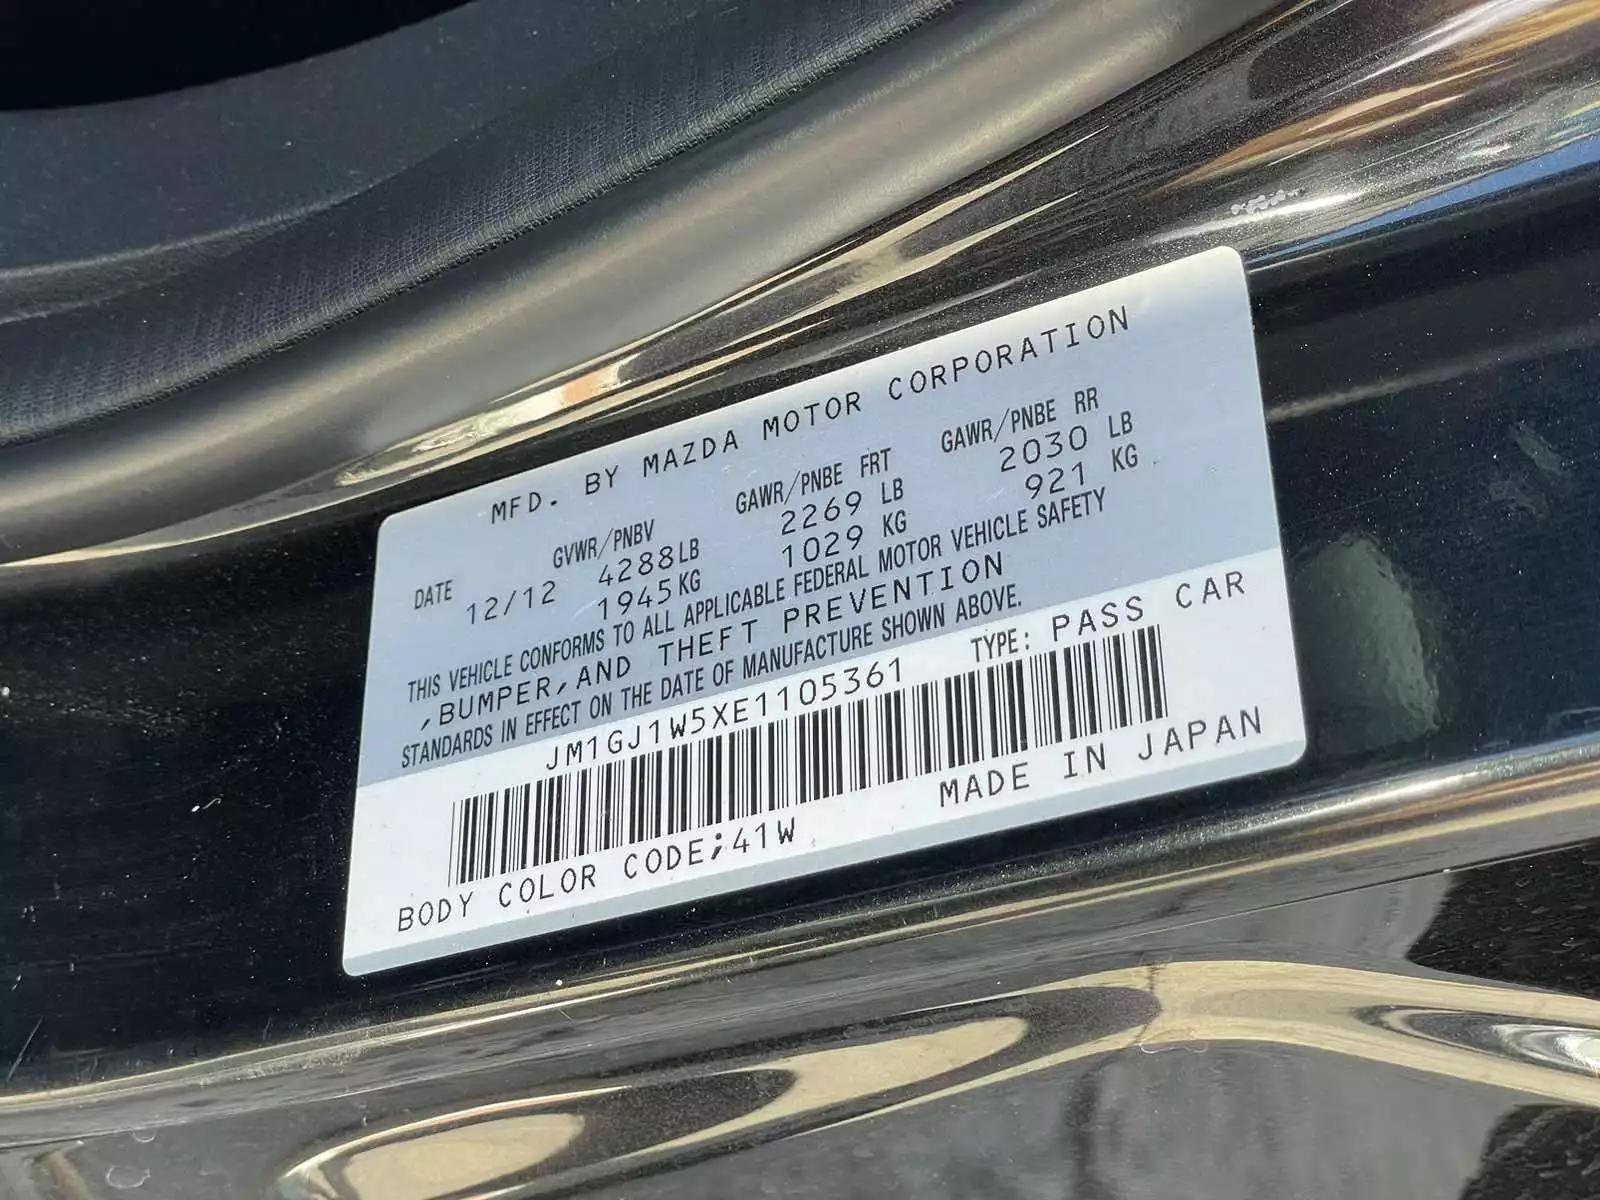 MFD. BY MAZDA MOTOR CORPORATION
DATE GVWR/PNBV GAWR/PNBE FRT GAWR/PNBE RR
12/12 4288LB 2269 LB 2030 LB
1945KG 1029 KG 921 KG
THIS VEHICLE CONFORMS TO ALL APPLICABLE FEDERAL MOTOR VEHICLE SAFETY
,BUMPER,AND THEFT PREVENTION
STANDARDS IN EFFECT ON THE DATE OF MANUFACTURE SHOWN ABOVE.
JM1GJ1W5XE1105361 TYPE: PASS CAR
BODY COLOR CODE;41W MADE IN JAPAN